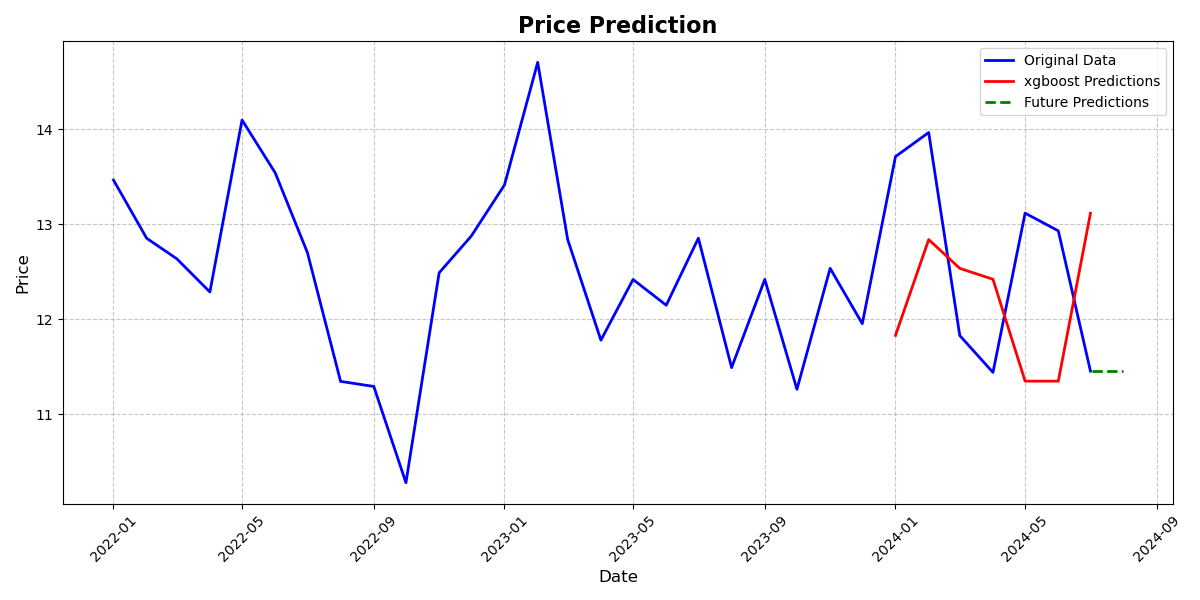 Price Prediction
Original Data
xgboost Predictions
Future Predictions
Price
14
13
12
11
2022-01
2022-05
2022-09
2023-01
2023-05
2023-09
2024-01
2024-05
2024-09
Date